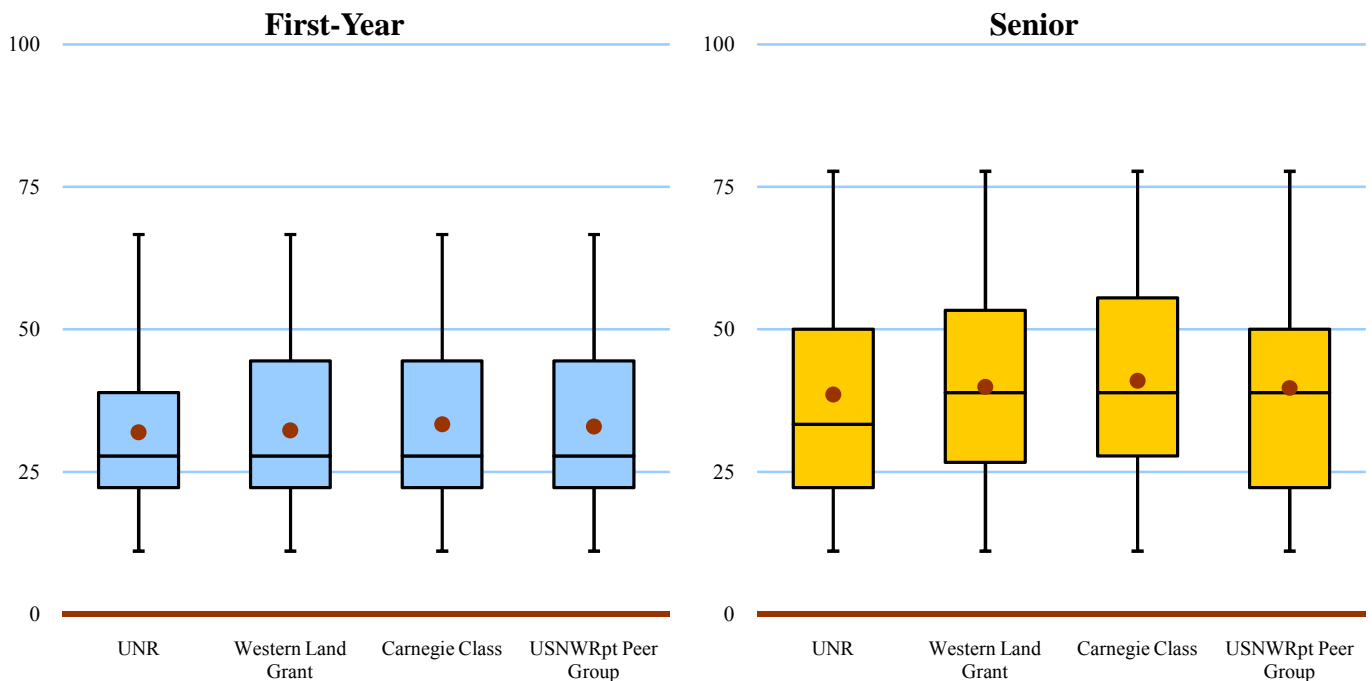 First-Year
100
75
50
25
0
UNR
Western Land
Grant
Carnegie Class
USNWRpt Peer
Group
Senior
100
75
50
25
0
UNR
Western Land
Grant
Carnegie Class
USNWRpt Peer
Group